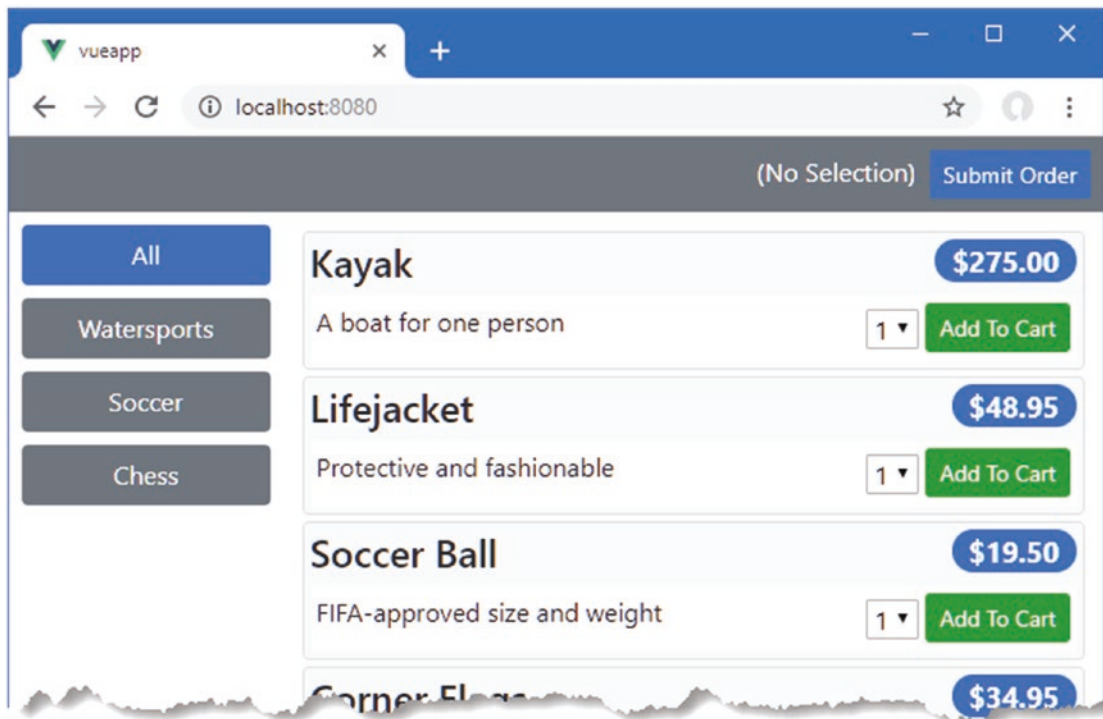 vueapp
localhost:8080
(No Selection) Submit Order
All
Watersports
Soccer
Chess
Kayak $275.00
A boat for one person 1 Add To Cart
Lifejacket $48.95
Protective and fashionable 1 Add To Cart
Soccer Ball $19.50
FIFA-approved size and weight 1 Add To Cart
Corner Flags $34.95